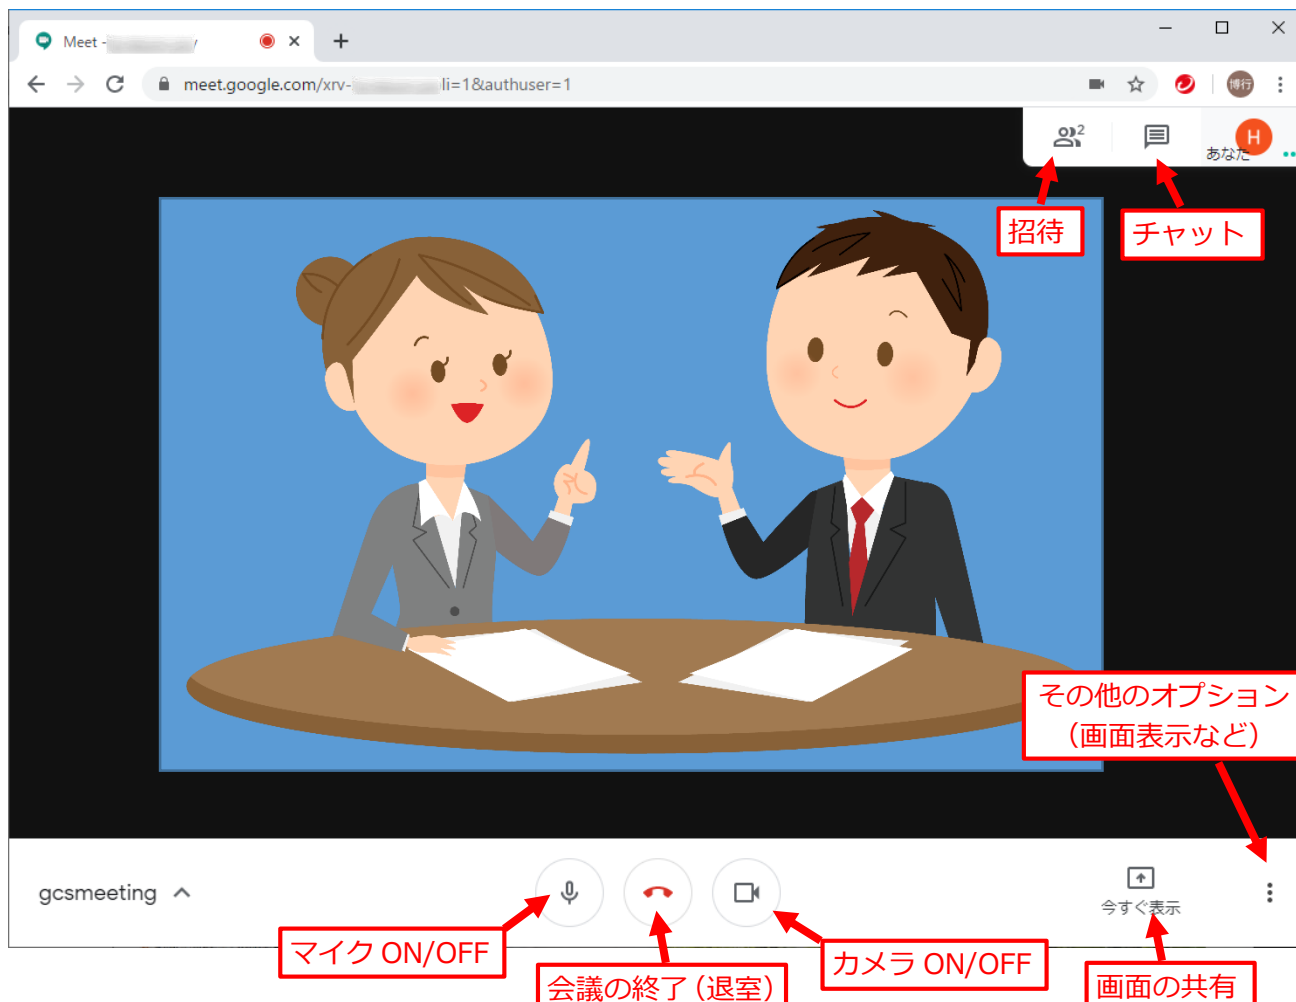 Meet -
meet.google.com/xrv- li=1&authuser=1
博行
2
H
あなた
招待
チャット
その他のオプション
（画面表示など）
gcsmeeting
今すぐ表示
マイク ON/OFF
会議の終了（退室）
カメラ ON/OFF
画面の共有